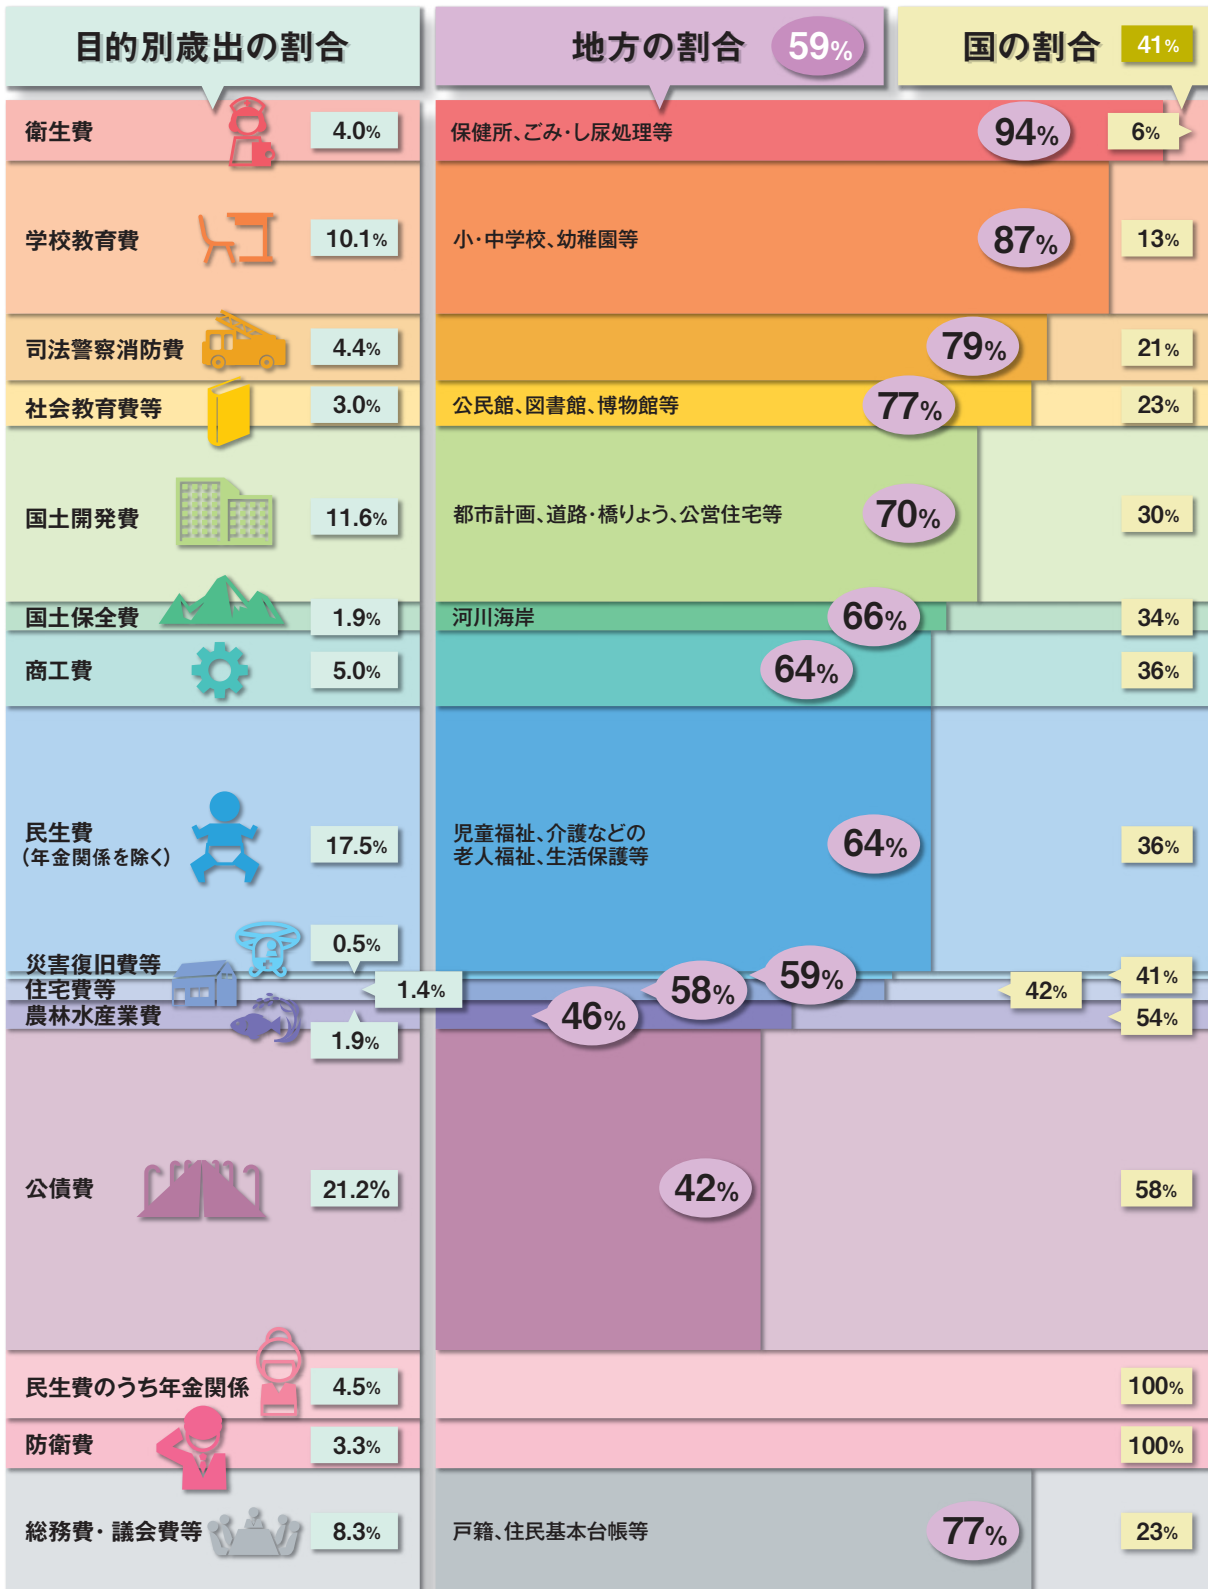 目的別歳出の割合
地方の割合 59%
国の割合 41%
衛生費 4.0% 保健所、ごみ・し尿処理等 94% 6%
学校教育費 10.1% 小・中学校、幼稚園等 87% 13%
司法警察消防費 4.4% 79% 21%
社会教育費等 3.0% 公民館、図書館、博物館等 77% 23%
国土開発費 11.6% 都市計画、道路・橋りょう、公営住宅等 70% 30%
国土保全費 1.9% 河川海岸 66% 34%
商工費 5.0% 64% 36%
民生費
（年金関係を除く） 17.5% 児童福祉、介護などの
老人福祉、生活保護等 64% 36%
災害復旧費等 0.5% 59% 41%
住宅費等 1.4% 58% 42%
農林水産業費 1.9% 46% 54%
公債費 21.2% 42% 58%
民生費のうち年金関係 4.5% 100%
防衛費 3.3% 100%
総務費・議会費等 8.3% 戸籍、住民基本台帳等 77% 23%